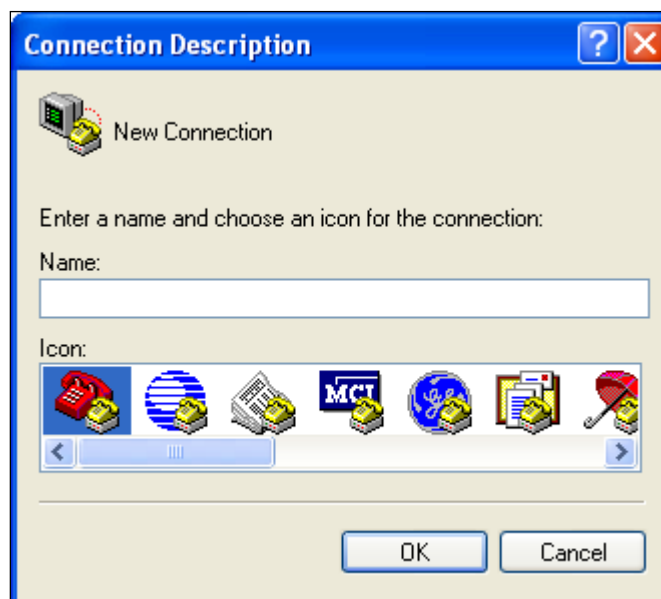 Connection Description
New Connection
Enter a name and choose an icon for the connection:
Name:
Icon:
MCI
OK
Cancel